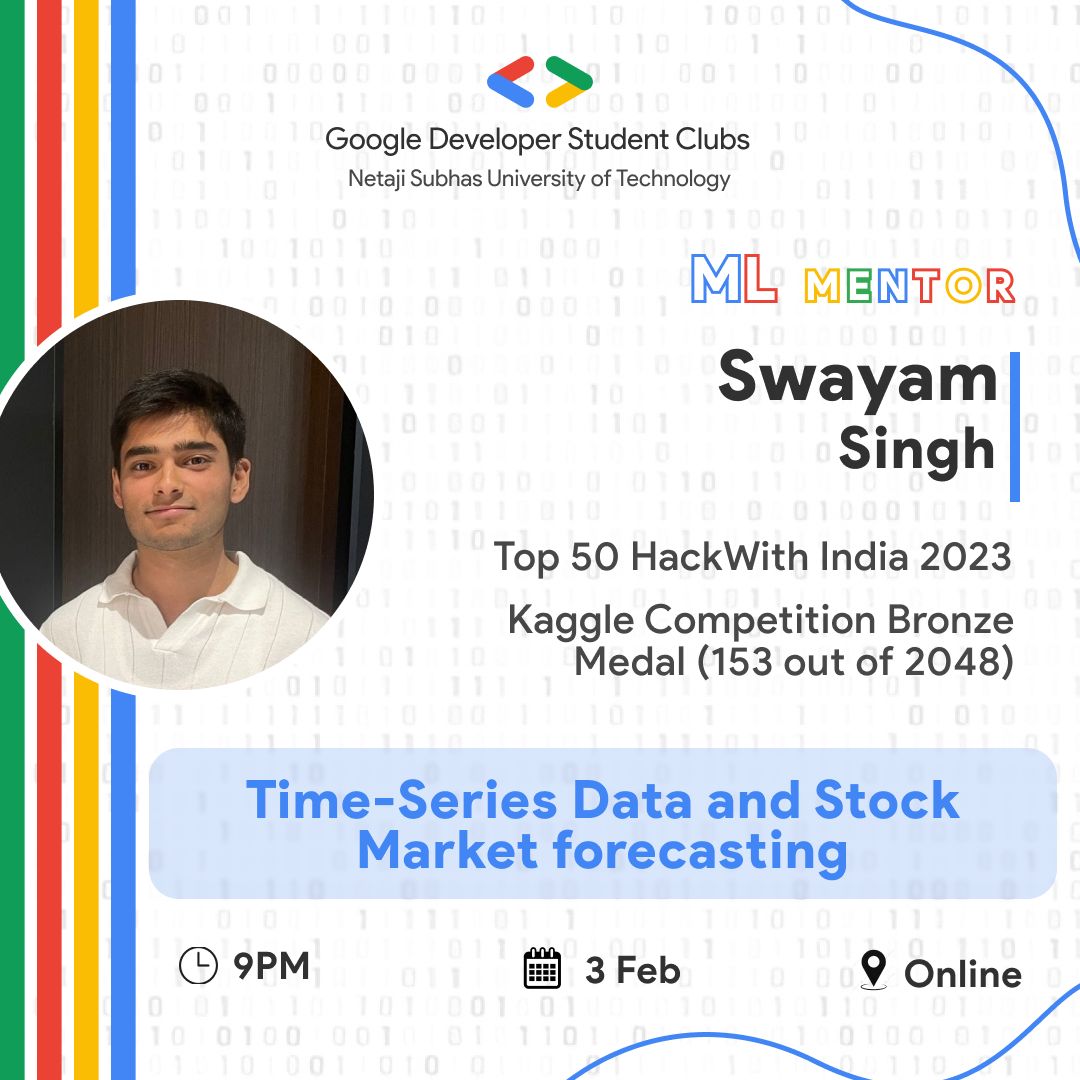 Google Developer Student Clubs
Netaji Subhas University of Technology
ML MENTOR
Swayam
Singh
Top 50 HackWith India 2023
Kaggle Competition Bronze
Medal (153 out of 2048)
Time-Series Data and Stock
Market forecasting
9PM
3 Feb
Online